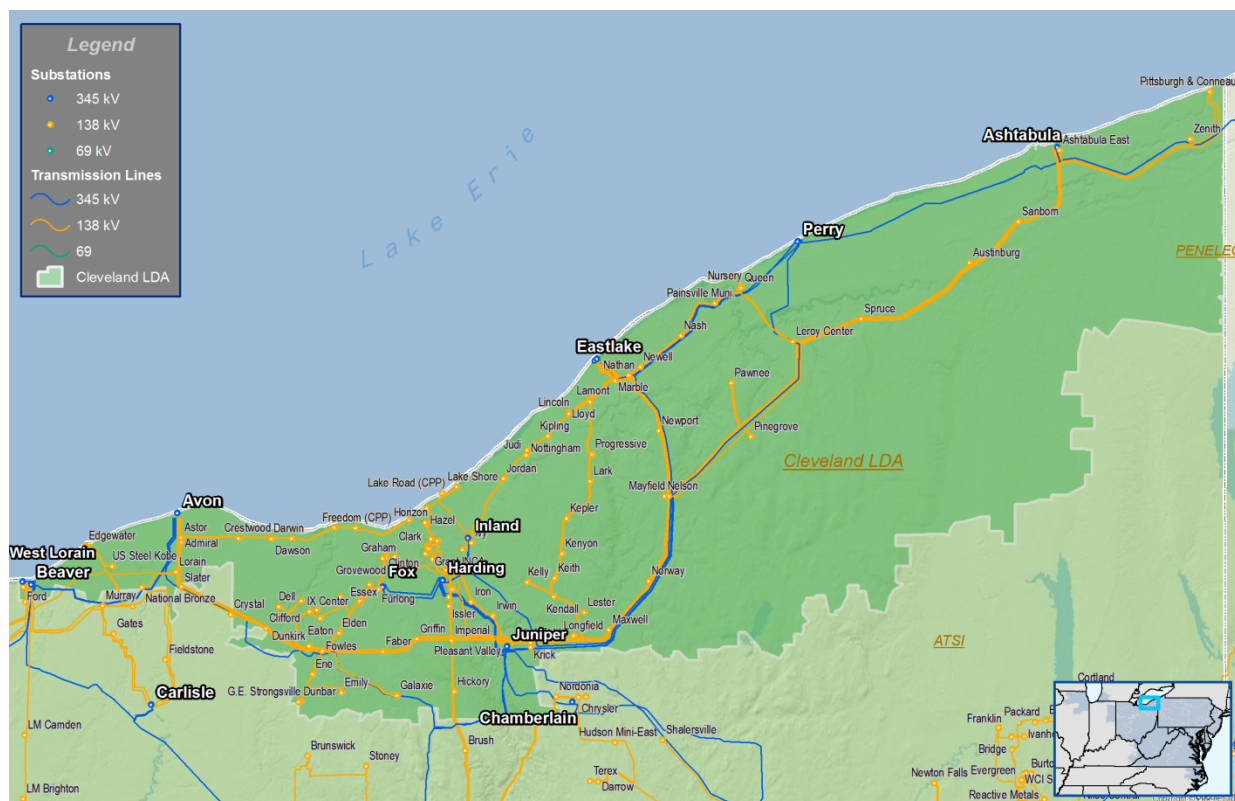 Legend
Substations
345 kV
138 kV
69 kV
Transmission Lines
345 kV
138 kV
69
Cleveland LDA
Lake Erie
Pittsburgh & Conneau
Zenith
Ashtabula
Ashtabula East
Sanborn
Austinburg
PENELEC
Perry
Nursery
Queen
Painsville Muni
Nash
Leroy Center
Spruce
Eastlake
Nathan
Newell
Marble
Pawnee
Lamont
Lincoln
Lloyd
Newport
Pinegrove
Kipling
Judi
Nottingham
Progressive
Cleveland LDA
Jordan
Lark
Lake Shore
Lake Road (CPP)
Mayfield
Nelson
Avon
Horizon
Kepler
Freedom (CPP)
Hazel
Inland
Ivy
Astor
Crestwood
Darwin
Edgewater
Admiral
Dawson
Clark
Graham
Clinton
Kenyon
West Lorain
US Steel Kobe
Lorain
Grant
Beaver
Slater
Grovewood
Fox
Harding
Kelly
Keith
Norway
Ford
Murray
National Bronze
Essex
Furlong
Iron
Irwin
Dell
IX Center
Issler
Kendall
Lester
Crystal
Clifford
Gates
Eaton
Elden
Griffin
Imperial
Longfield
Maxwell
Dunkirk
Fowles
Faber
Juniper
ATSI
Pleasant Valley
Krick
Fieldstone
Erie
Emily
Galaxie
Hickory
Nordonia
Cortland
Carlisle
G.E. Strongsville
Dunbar
Chrysler
Chamberlain
LM Camden
Hudson Mini-East
Shalersville
Franklin
Packard
Brunswick
Stoney
Brush
Bridge
Terex
Darrow
Newton Falls
Evergreen
LM Brighton
Reactive Metals